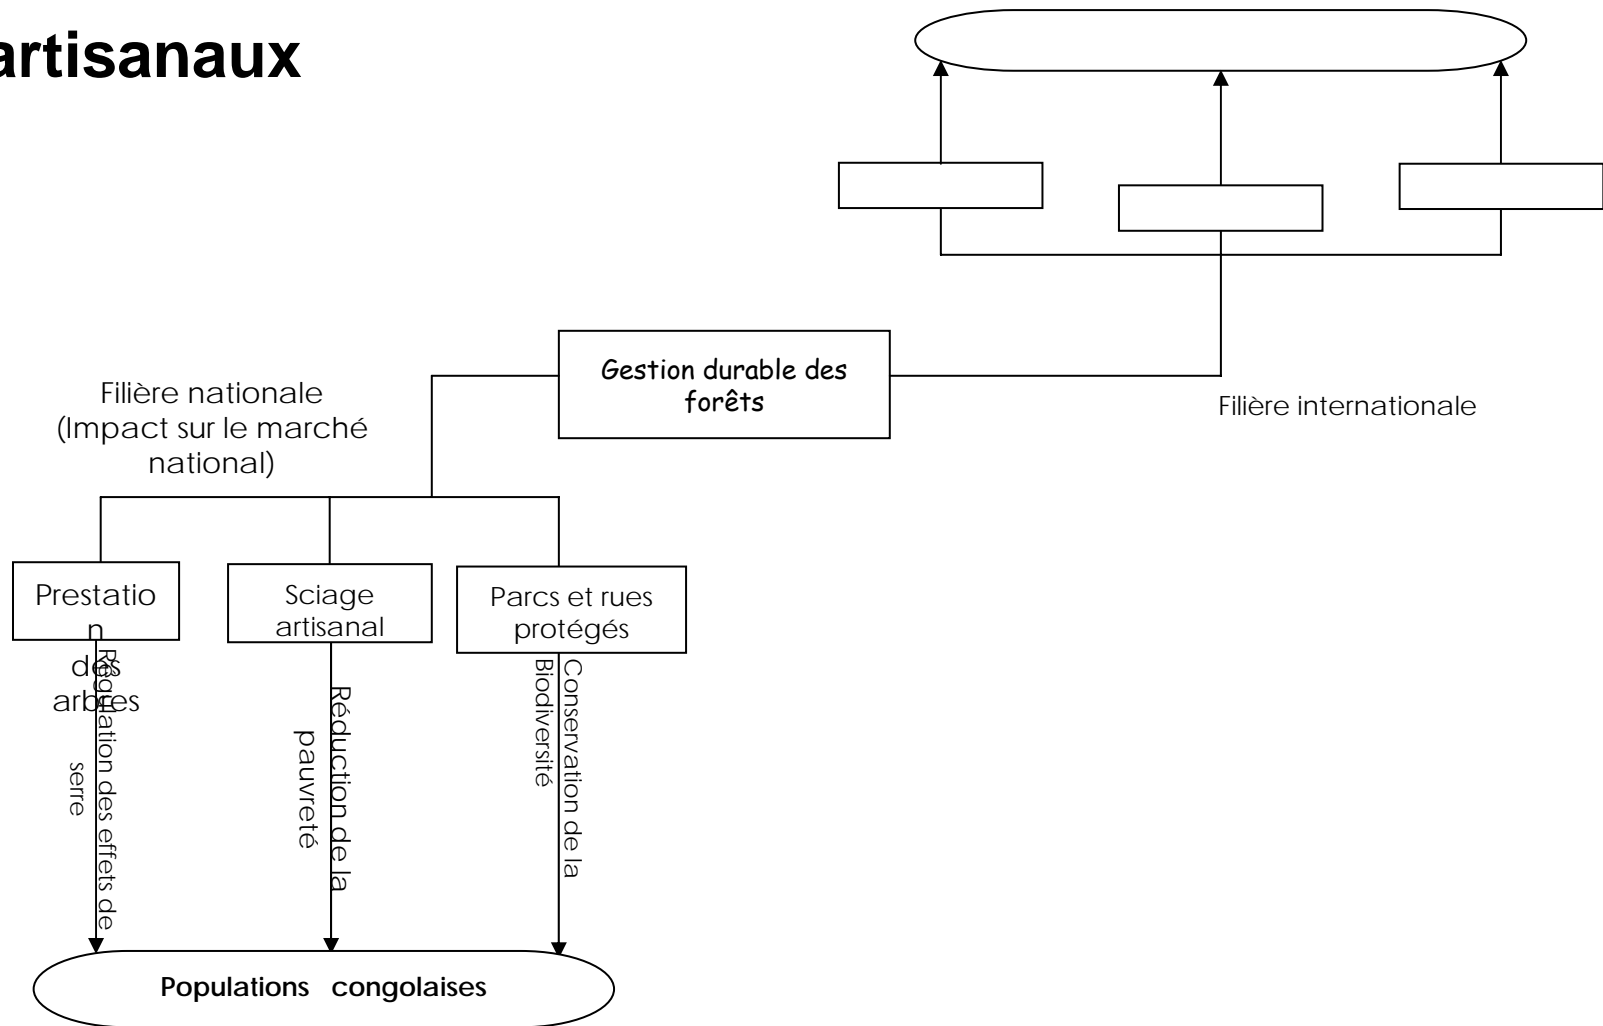 artisanaux
Gestion durable des
forêts
Filière nationale
(Impact sur le marché
national)
Filière internationale
Prestatio
n
des
arbres
Sciage
artisanal
Parcs et rues
protégés
Régulation des effets de
serre
Réduction de la
pauvreté
Conservation de la
Biodiversité
Populations congolaises